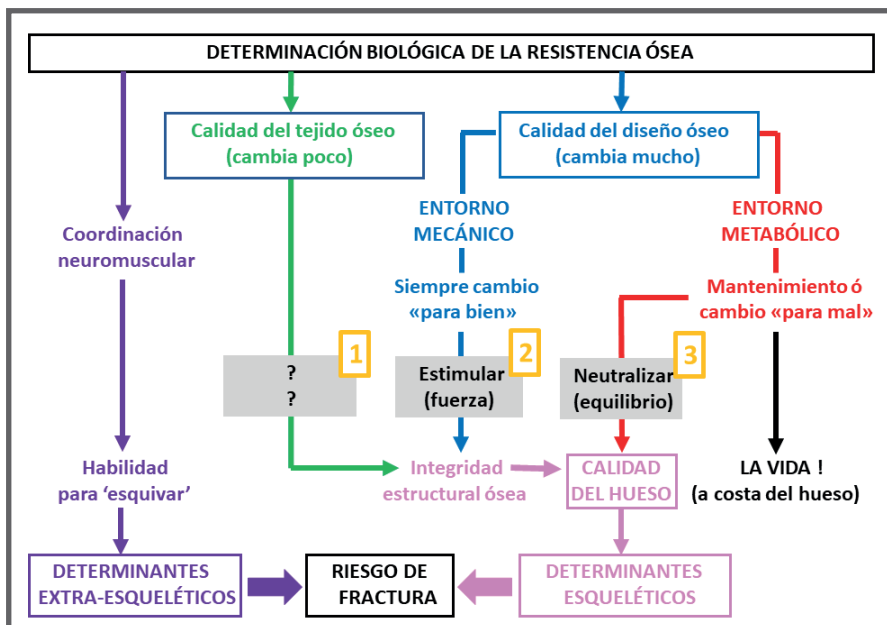 DETERMINACIÓN BIOLÓGICA DE LA RESISTENCIA ÓSEA
Calidad del tejido óseo
(cambia poco)
Calidad del diseño óseo
(cambia mucho)
Coordinación
neuromuscular
ENTORNO
MECÁNICO
ENTORNO
METABÓLICO
Siempre cambio
«para bien»
Mantenimiento ó
cambio «para mal»
1
?
?
2
Estimular
(fuerza)
3
Neutralizar
(equilibrio)
Habilidad
para ‘esquivar’
Integridad
estructural ósea
CALIDAD
DEL HUESO
LA VIDA !
(a costa del hueso)
DETERMINANTES
EXTRA-ESQUELÉTICOS
RIESGO DE
FRACTURA
DETERMINANTES
ESQUELÉTICOS